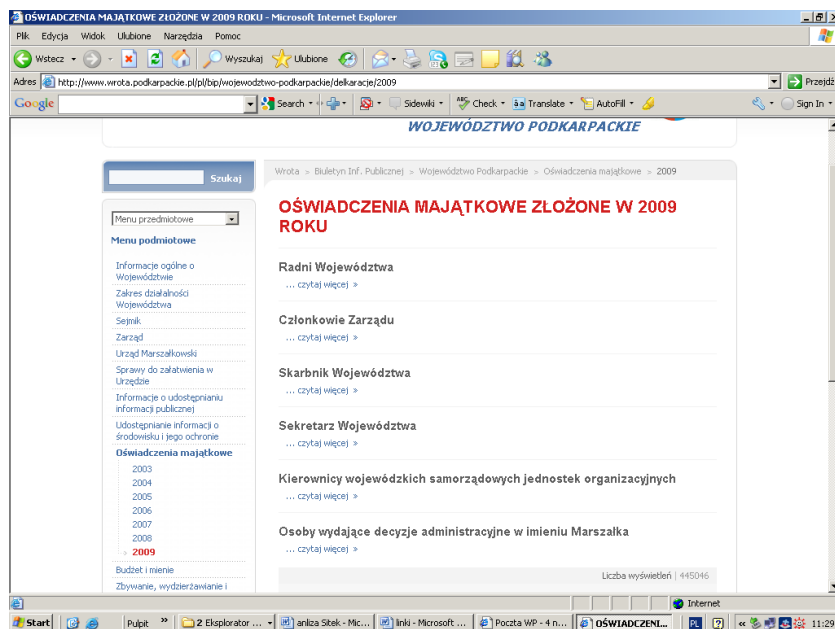 OŚWIADCZENIA MAJĄTKOWE ZŁOŻONE W 2009 ROKU - Microsoft Internet Explorer
Plik Edycja Widok Ulubione Narzędzia Pomoc
Wstecz Wyszukaj Ulubione
Adres http://www.wrota.podkarpackie.pl/pl/bip/wojewodztwo-podkarpackie/delkaracje/2009 Przejdź
Google Search Sidewiki Check Translate AutoFill Sign In
WOJEWÓDZTWO PODKARPACKIE
Szukaj
Wrota » Biuletyn Inf. Publicznej » Województwo Podkarpackie » Oświadczenia majątkowe » 2009
Menu przedmiotowe
Menu podmiotowe
Informacje ogólne o
Województwie
Zakres działalności
Województwa
Sejmik
Zarząd
Urząd Marszałkowski
Sprawy do załatwienia w
Urzędzie
Informacje o udostępnianiu
informacji publicznej
Udostępnianie informacji o
środowisku i jego ochronie
Oświadczenia majątkowe
2003
2004
2005
2006
2007
2008
2009
Budżet i mienie
Zbywanie, wydzierżawianie i
OŚWIADCZENIA MAJĄTKOWE ZŁOŻONE W 2009
ROKU
Radni Województwa
... czytaj więcej »
Członkowie Zarządu
... czytaj więcej »
Skarbnik Województwa
... czytaj więcej »
Sekretarz Województwa
... czytaj więcej »
Kierownicy wojewódzkich samorządowych jednostek organizacyjnych
... czytaj więcej »
Osoby wydające decyzje administracyjne w imieniu Marszałka
... czytaj więcej »
Liczba wyświetleń | 445046
Internet
Start Pulpit » 2 Eksplorator ... anliza Sitek - Mic... linki - Microsoft ... Poczta WP - 4 n... OŚWIADCZENI... PL « 11:29